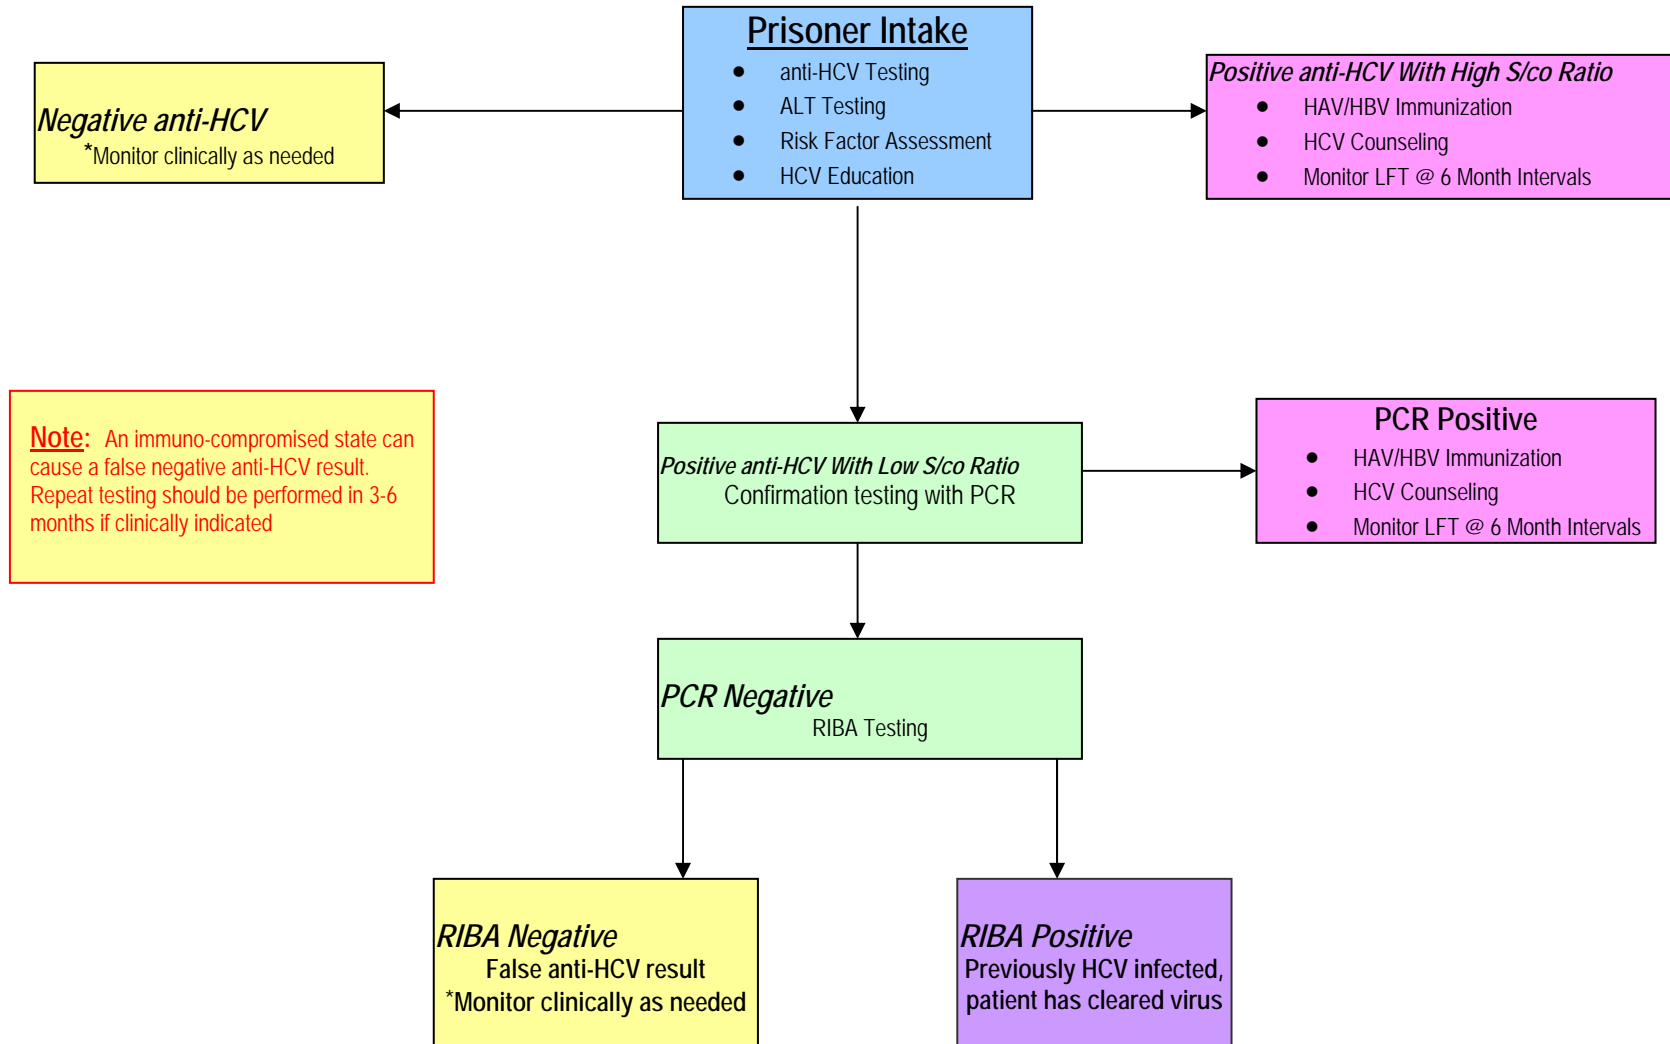 Prisoner Intake
• anti-HCV Testing
• ALT Testing
• Risk Factor Assessment
• HCV Education
Negative anti-HCV
*Monitor clinically as needed
Positive anti-HCV With High S/co Ratio
• HAV/HBV Immunization
• HCV Counseling
• Monitor LFT @ 6 Month Intervals
Note: An immuno-compromised state can
cause a false negative anti-HCV result.
Repeat testing should be performed in 3-6
months if clinically indicated
Positive anti-HCV With Low S/co Ratio
Confirmation testing with PCR
PCR Positive
• HAV/HBV Immunization
• HCV Counseling
• Monitor LFT @ 6 Month Intervals
PCR Negative
RIBA Testing
RIBA Negative
False anti-HCV result
*Monitor clinically as needed
RIBA Positive
Previously HCV infected,
patient has cleared virus